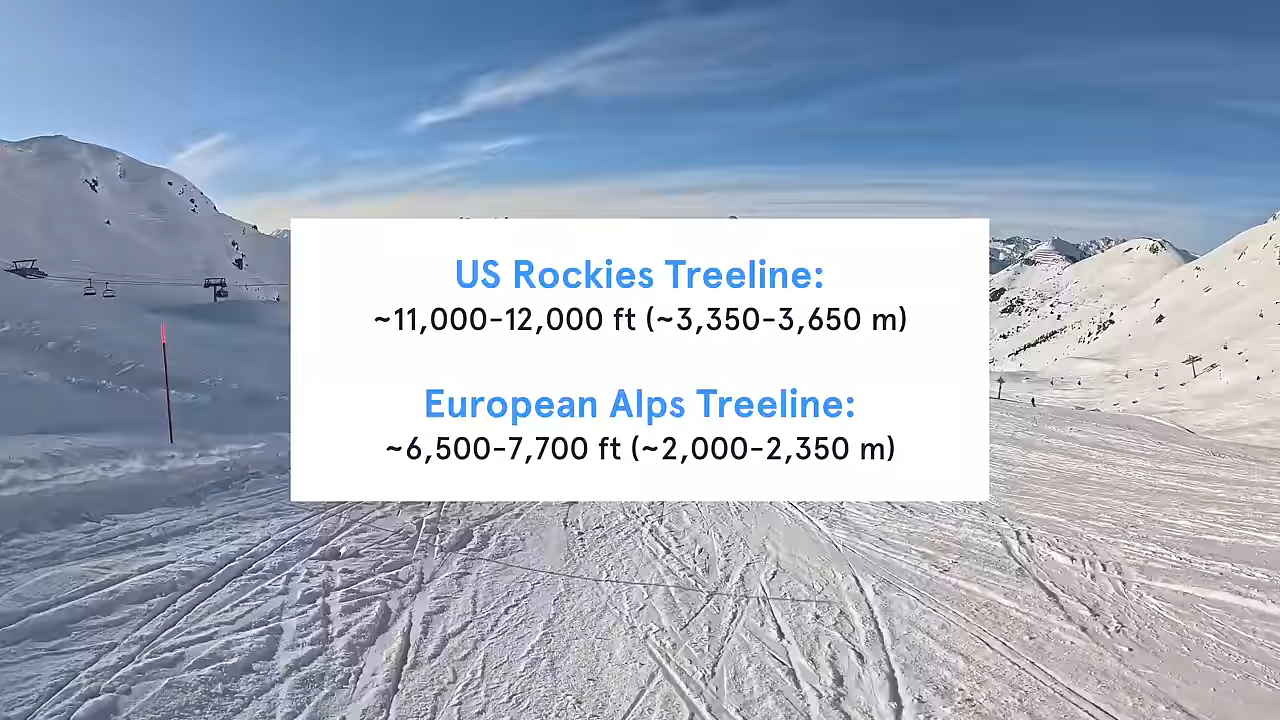 US Rockies Treeline:
~11,000-12,000 ft (~3,350-3,650 m)
European Alps Treeline:
~6,500-7,700 ft (~2,000-2,350 m)